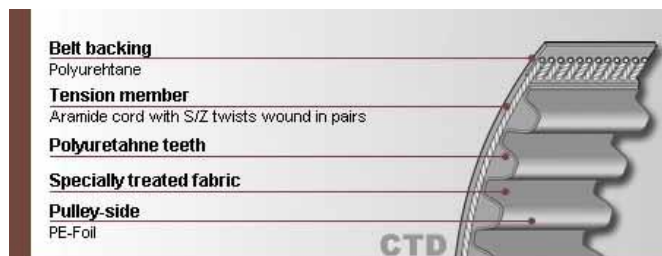 Belt backing
Polyurehtane
Tension member
Aramide cord with S/Z twists wound in pairs
Polyuretahne teeth
Specially treated fabric
Pulley-side
PE-Foil
CTD